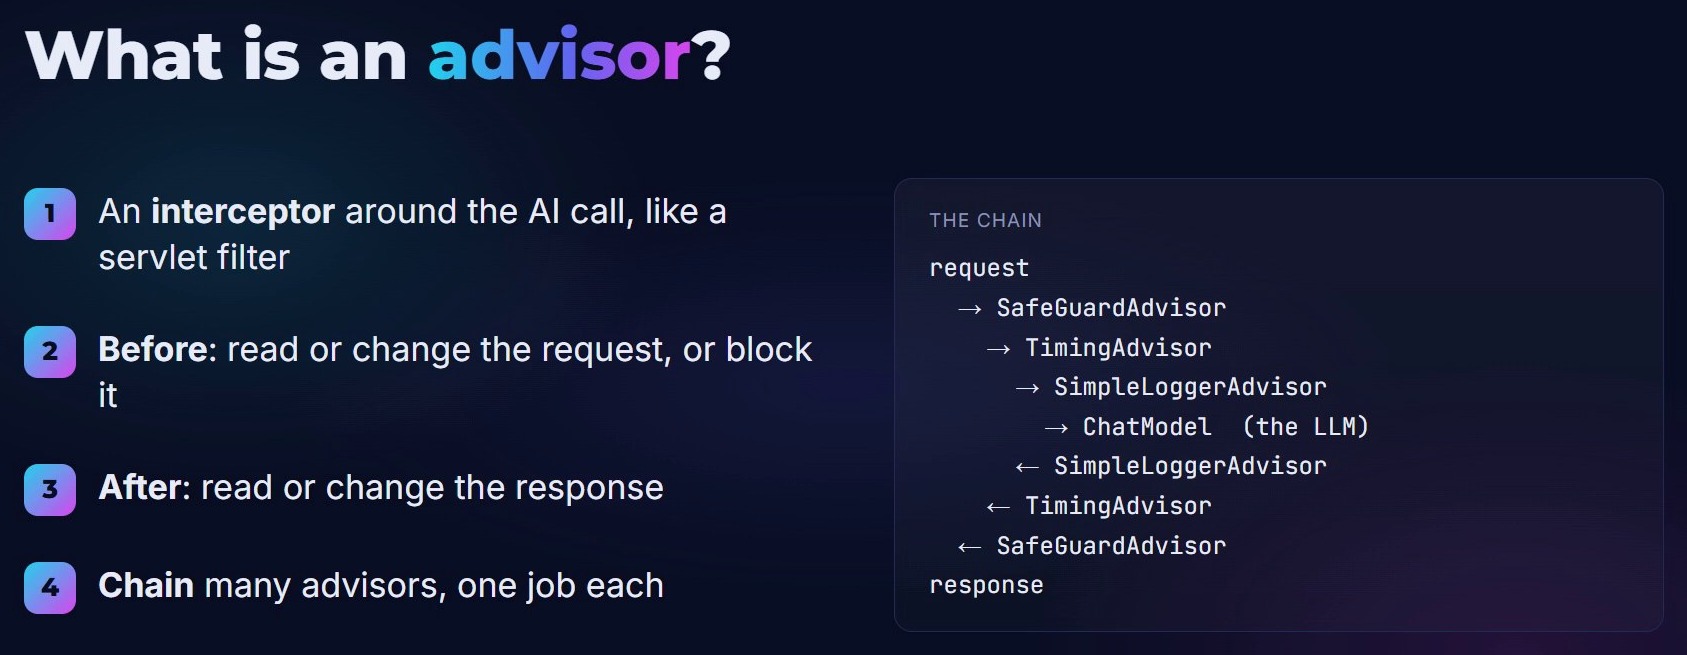 What is an advisor?
1
An interceptor around the AI call, like a
servlet filter
2
Before: read or change the request, or block
it
3
After: read or change the response
4
Chain many advisors, one job each
THE CHAIN
request
→ SafeGuardAdvisor
→ TimingAdvisor
→ SimpleLoggerAdvisor
→ ChatModel (the LLM)
← SimpleLoggerAdvisor
← TimingAdvisor
← SafeGuardAdvisor
response